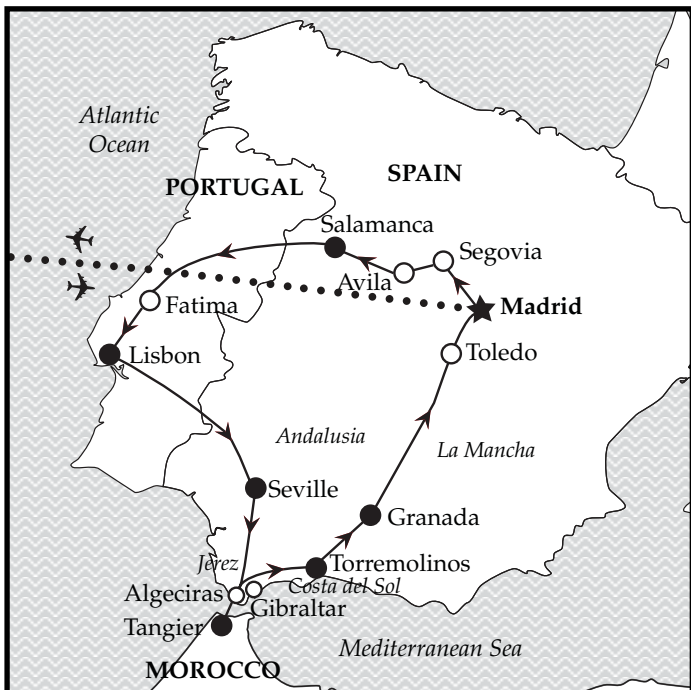 Atlantic
Ocean
PORTUGAL
SPAIN
Salamanca
Segovia
Avila
Fatima
Madrid
Lisbon
Toledo
Andalusia
La Mancha
Seville
Granada
Jerez
Torremolinos
Costa del Sol
Algeciras
Gibraltar
Tangier
Mediterranean Sea
MOROCCO